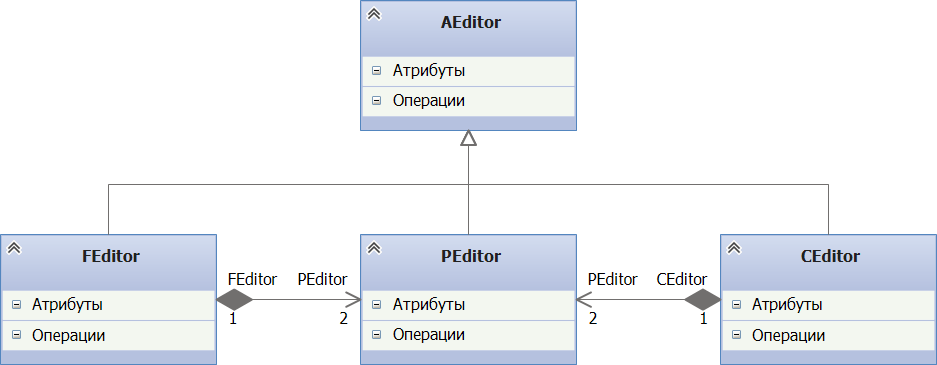 AEditor
Атрибуты
Операции
FEditor
Атрибуты
Операции
FEditor PEditor
1 2
PEditor
Атрибуты
Операции
PEditor CEditor
2 1
CEditor
Атрибуты
Операции